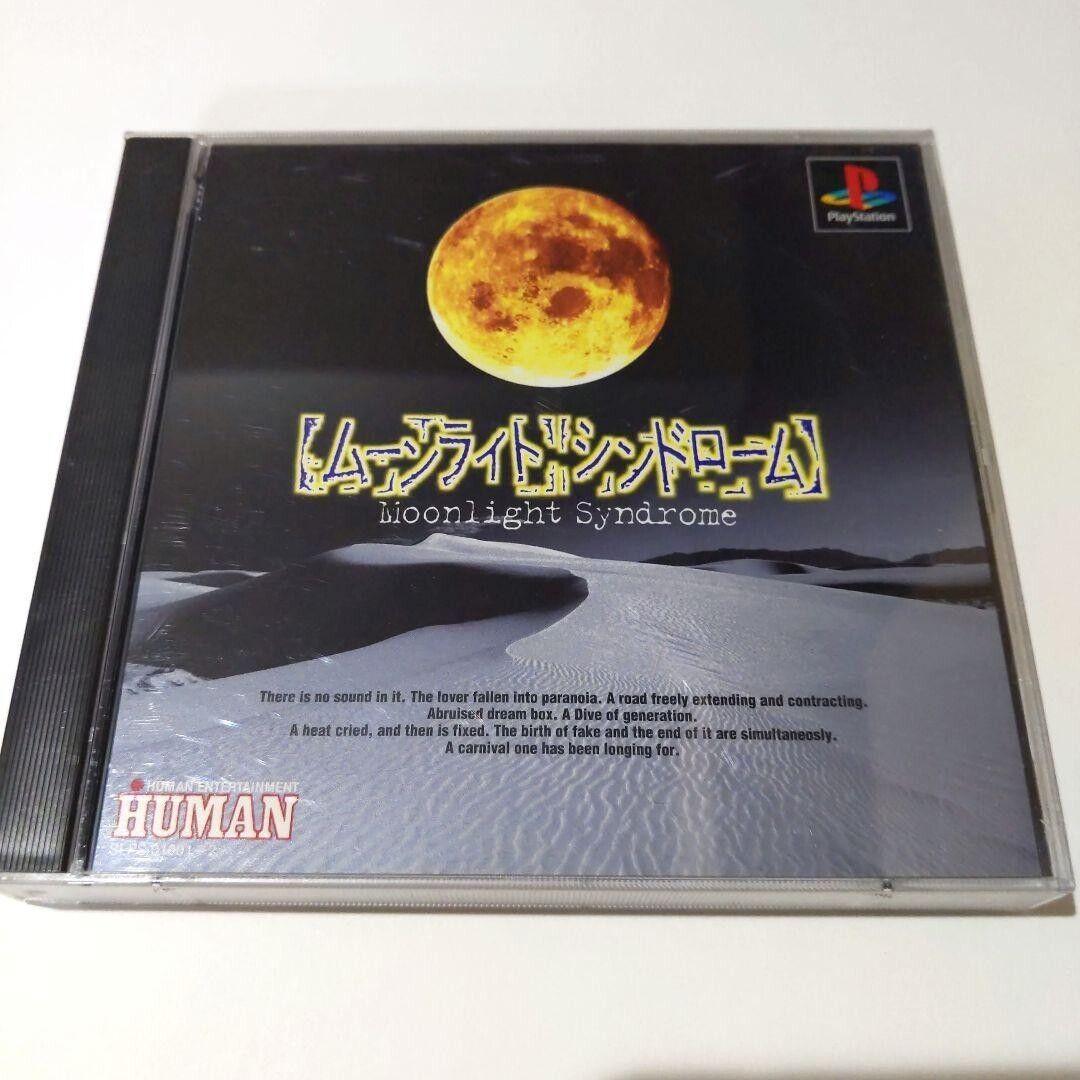 PlayStation
【ムーンライトシンドローム】
Moonlight Syndrome
There is no sound in it. The lover fallen into paranoia. A road freely extending and contracting.
Abruised dream box. A Dive of generation.
A heat cried, and then is fixed. The birth of fake and the end of it are simultaneosly.
A carnival one has been longing for.
HUMAN ENTERTAINMENT
HUMAN